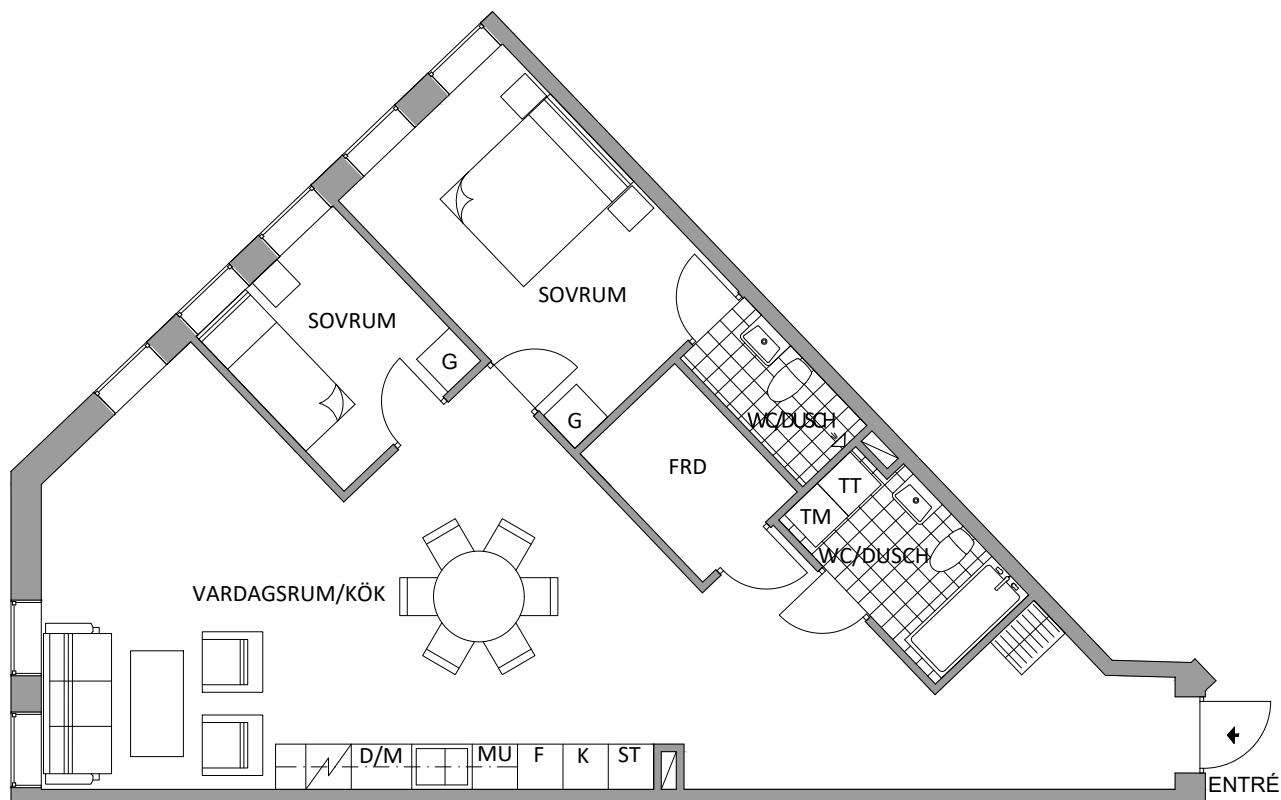 SOVRUM
SOVRUM
G
G
WC/DUSCH
FRD
TT
TM
WC/DUSCH
VARDAGSRUM/KÖK
D/M
MU
F
K
ST
ENTRÉ